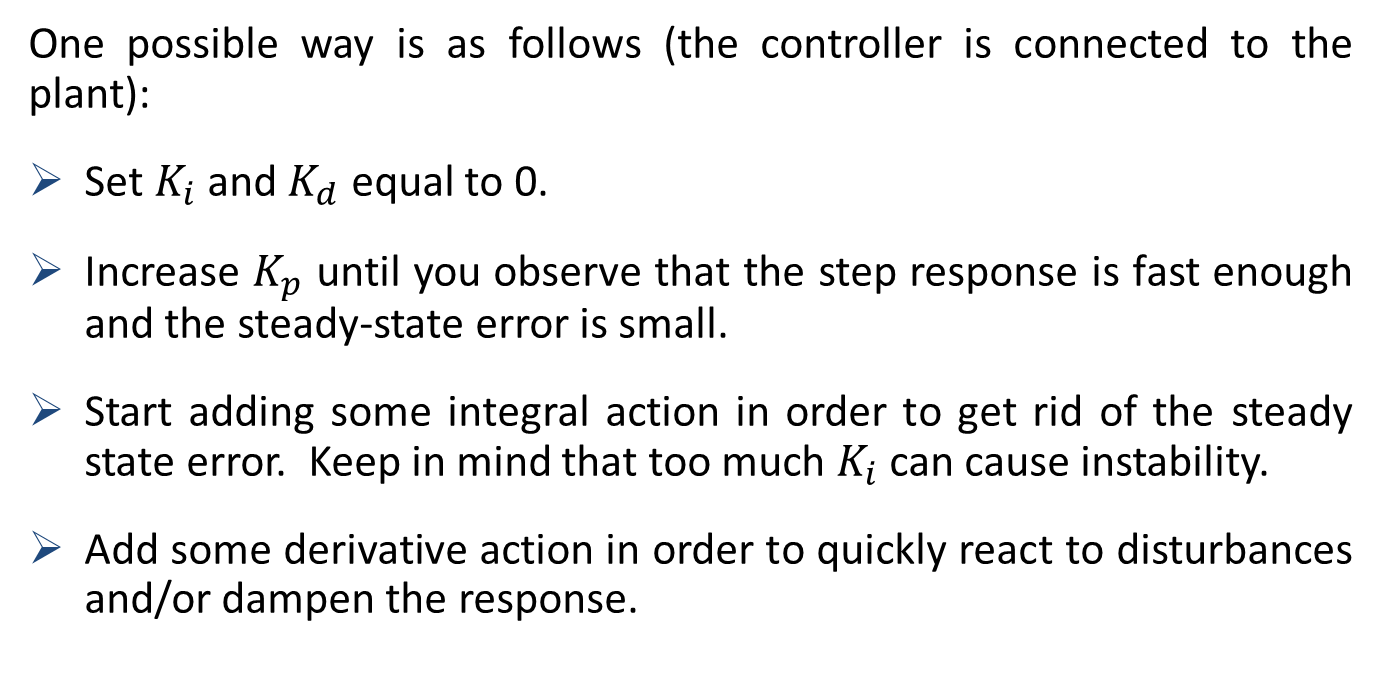 One possible way is as follows (the controller is connected to the
plant):
➢ Set K_i and K_d equal to 0.
➢ Increase K_p until you observe that the step response is fast enough
and the steady-state error is small.
➢ Start adding some integral action in order to get rid of the steady
state error.  Keep in mind that too much K_i can cause instability.
➢ Add some derivative action in order to quickly react to disturbances
and/or dampen the response.